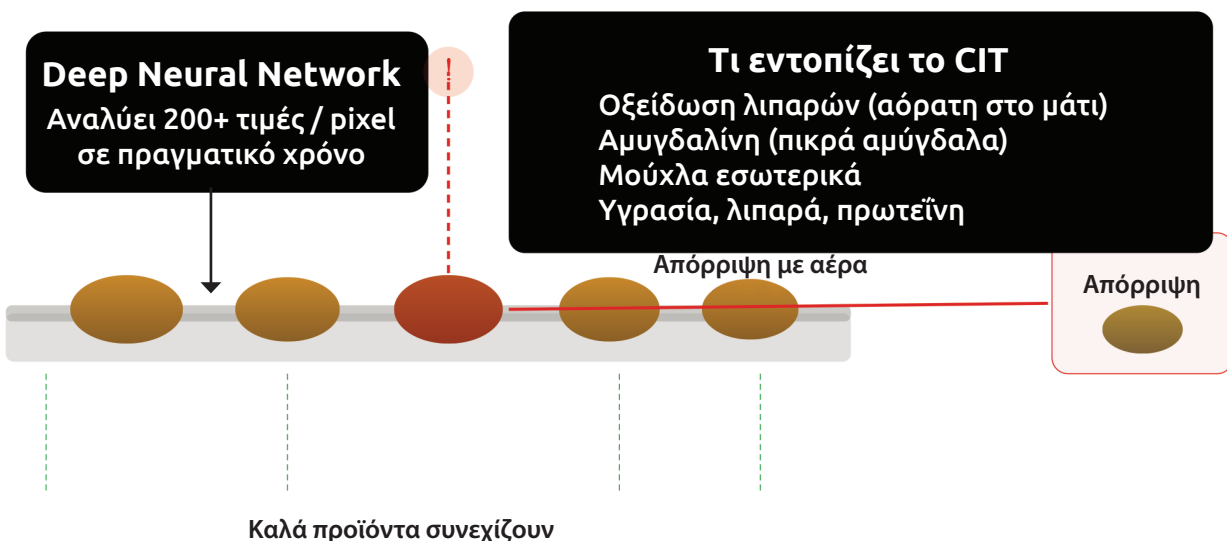 Deep Neural Network
Αναλύει 200+ τιμές / pixel
σε πραγματικό χρόνο
!
Τι εντοπίζει το CIT
Οξείδωση λιπαρών (αόρατη στο μάτι)
Αμυγδαλίνη (πικρά αμύγδαλα)
Μούχλα εσωτερικά
Υγρασία, λιπαρά, πρωτεΐνη
Απόρριψη με αέρα
Απόρριψη
Καλά προϊόντα συνεχίζουν